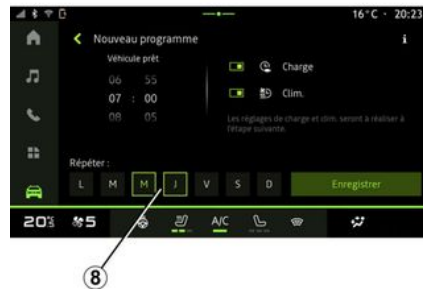 16°C · 20:23
Nouveau programme
i
Véhicule prêt
06 55
07 : 00
08 05
Charge
Clim.
Les réglages de charge et clim. seront à réaliser à
l'étape suivante.
Répéter :
L M M J V S D
Enregistrer
20 5 A/C
8